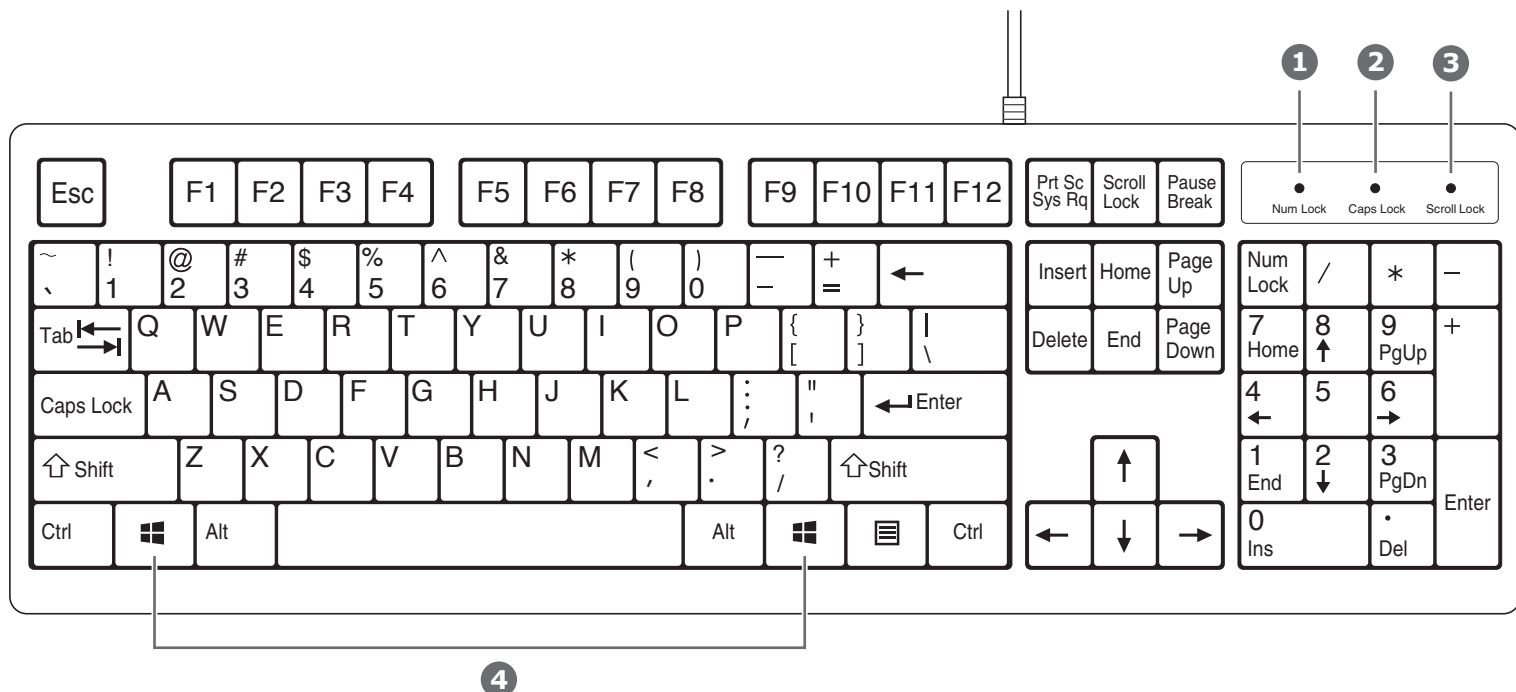 1 2 3
Esc F1 F2 F3 F4 F5 F6 F7 F8 F9 F10 F11 F12 Prt Sc Sys Rq Scroll Lock Pause Break
Num Lock Caps Lock Scroll Lock
~ ! @ # $ % ^ & * ( ) — +
` 1 2 3 4 5 6 7 8 9 0 – = ← Insert Home Page Up Num Lock / * –
Tab Q W E R T Y U I O P { [ } ] | \ Delete End Page Down 7 Home 8 ↑ 9 PgUp +
Caps Lock A S D F G H J K L : ; " ' Enter 4 ← 5 6 →
Shift Z X C V B N M < , > . ? / Shift ↑ 1 End 2 ↓ 3 PgDn Enter
Ctrl Alt Alt Ctrl ← ↓ → 0 Ins . Del
4